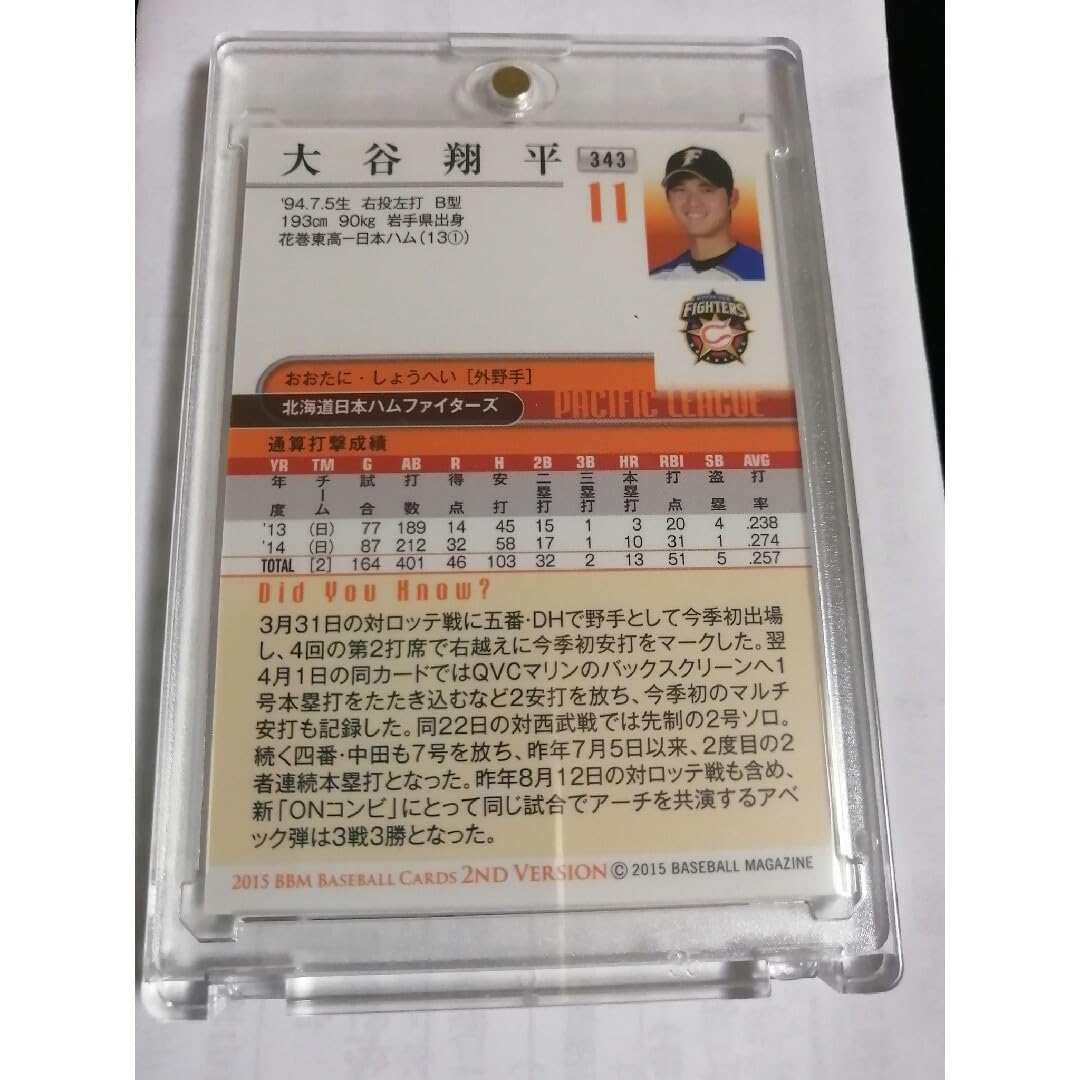 大谷翔平 343
'94.7.5生 右投左打 B型
193cm 90kg 岩手県出身
花巻東高ー日本ハム(13①)
11
F
FIGHTERS
おおたに・しょうへい [外野手]
北海道日本ハムファイターズ PACIFIC LEAGUE
通算打撃成績
YR TM G AB R H 2B 3B HR RBI SB AVG
年度 チーム 試合 打数 得点 安打 二塁打 三塁打 本塁打 打点 盗塁 打率
'13 (日) 77 189 14 45 15 1 3 20 4 .238
'14 (日) 87 212 32 58 17 1 10 31 1 .274
TOTAL [2] 164 401 46 103 32 2 13 51 5 .257
Did You Know?
3月31日の対ロッテ戦に五番・DHで野手として今季初出場
し、4回の第2打席で右越えに今季初安打をマークした。翌
4月1日の同カードではQVCマリンのバックスクリーンへ1
号本塁打をたたき込むなど2安打を放ち、今季初のマルチ
安打も記録した。同22日の対西武戦では先制の2号ソロ。
続く四番・中田も7号を放ち、昨年7月5日以来、2度目の2
者連続本塁打となった。昨年8月12日の対ロッテ戦も含め、
新「ONコンビ」にとって同じ試合でアーチを共演するアベ
ック弾は3戦3勝となった。
2015 BBM BASEBALL CARDS 2ND VERSION © 2015 BASEBALL MAGAZINE